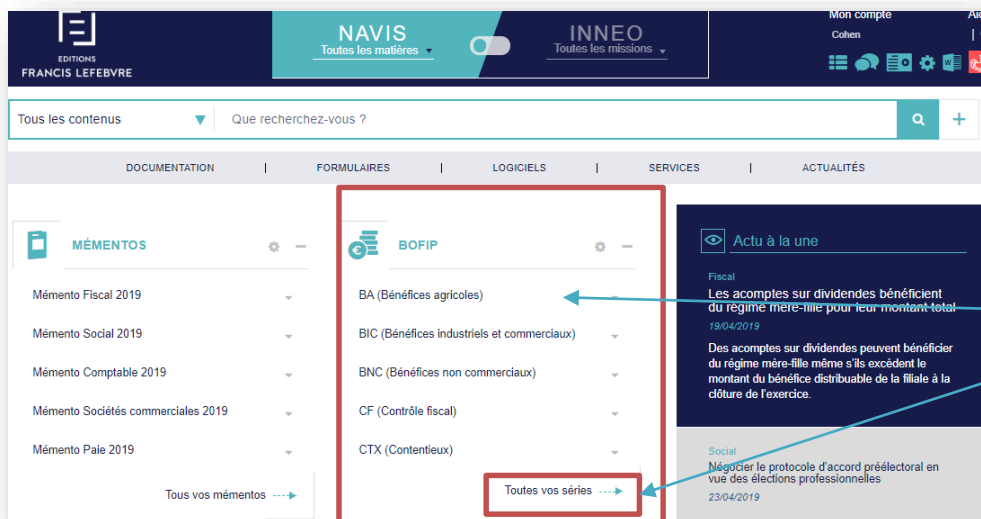 EDITIONS
FRANCIS LEFEBVRE
NAVIS
Toutes les matières
INNEO
Toutes les missions
Mon compte
Cohen
Tous les contenus
Que recherchez-vous ?
DOCUMENTATION | FORMULAIRES | LOGICIELS | SERVICES | ACTUALITÉS
MÉMENTOS
Mémento Fiscal 2019
Mémento Social 2019
Mémento Comptable 2019
Mémento Sociétés commerciales 2019
Mémento Paie 2019
Tous vos mémentos
BOFIP
BA (Bénéfices agricoles)
BIC (Bénéfices industriels et commerciaux)
BNC (Bénéfices non commerciaux)
CF (Contrôle fiscal)
CTX (Contentieux)
Toutes vos séries
Actu à la une
Fiscal
Les acomptes sur dividendes bénéficient
du régime mère-fille pour leur montant total
19/04/2019
Des acomptes sur dividendes peuvent bénéficier
du régime mère-fille même s'ils excèdent le
montant du bénéfice distribuable de la filiale à la
clôture de l'exercice.
Social
Négocier le protocole d'accord préélectoral en
vue des élections professionnelles
23/04/2019